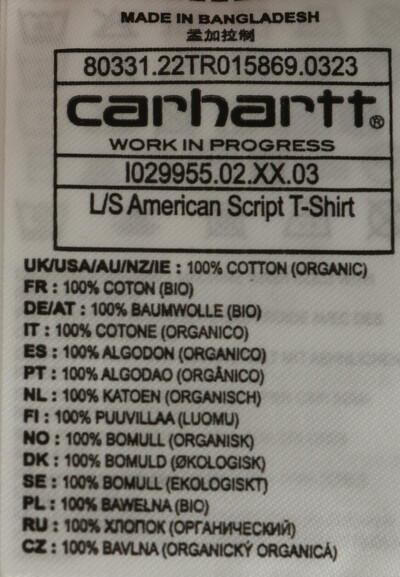 MADE IN BANGLADESH
孟加拉制
80331.22TR015869.0323
carhartt®
WORK IN PROGRESS
I029955.02.XX.03
L/S American Script T-Shirt
UK/USA/AU/NZ/IE : 100% COTTON (ORGANIC)
FR : 100% COTON (BIO)
DE/AT : 100% BAUMWOLLE (BIO)
IT : 100% COTONE (ORGANICO)
ES : 100% ALGODON (ORGANICO)
PT : 100% ALGODAO (ORGÂNICO)
NL : 100% KATOEN (ORGANISCH)
FI : 100% PUUVILLAA (LUOMU)
NO : 100% BOMULL (ORGANISK)
DK : 100% BOMULD (ØKOLOGISK)
SE : 100% BOMULL (EKOLOGISKT)
PL : 100% BAWEŁNA (BIO)
RU : 100% ХЛОПОК (ОРГАНИЧЕСКИЙ)
CZ : 100% BAVLNA (ORGANICKÝ ORGANICÁ)